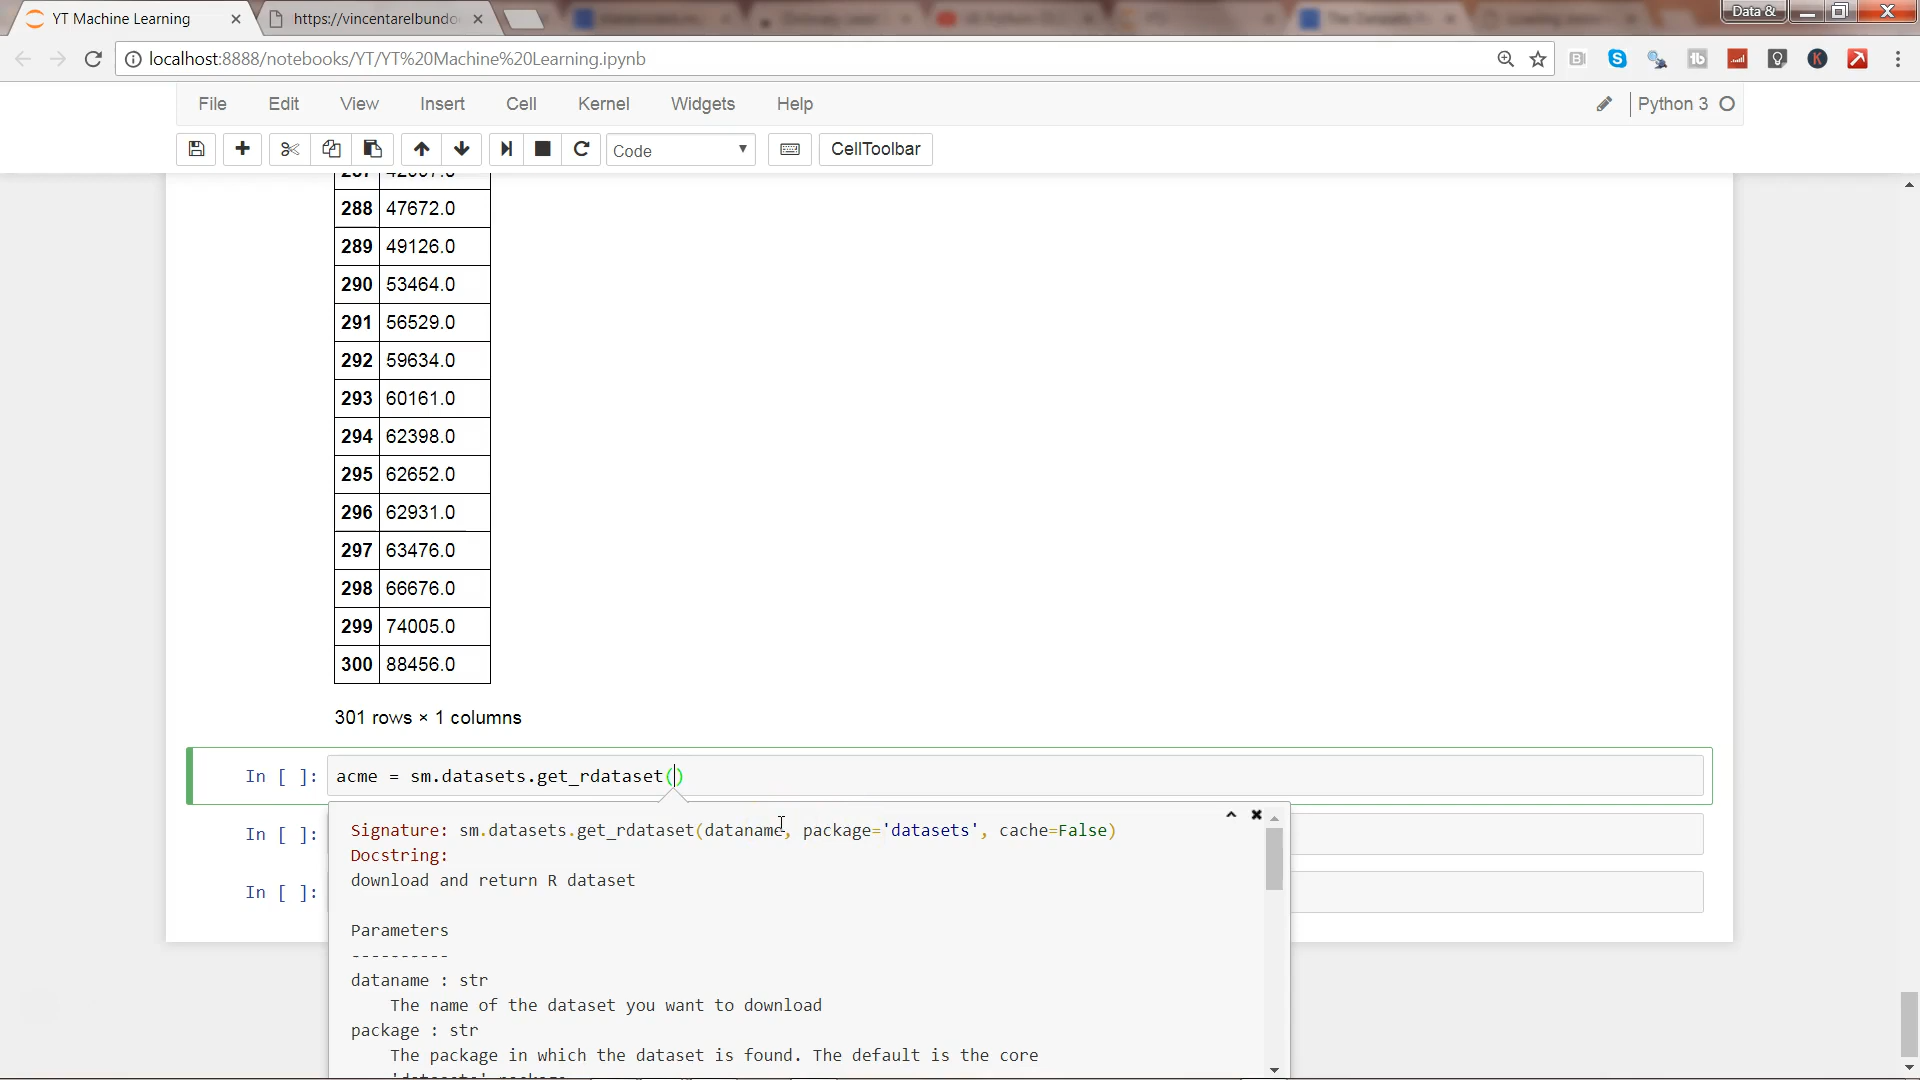 YT Machine Learning
https://vincentarelbundo
Data &
localhost:8888/notebooks/YT/YT%20Machine%20Learning.ipynb
File Edit View Insert Cell Kernel Widgets Help
Python 3
Code
CellToolbar
288 47672.0
289 49126.0
290 53464.0
291 56529.0
292 59634.0
293 60161.0
294 62398.0
295 62652.0
296 62931.0
297 63476.0
298 66676.0
299 74005.0
300 88456.0
301 rows × 1 columns
In [ ]: acme = sm.datasets.get_rdataset()
In [ ]:
In [ ]:
Signature: sm.datasets.get_rdataset(dataname, package='datasets', cache=False)
Docstring:
download and return R dataset
Parameters
----------
dataname : str
The name of the dataset you want to download
package : str
The package in which the dataset is found. The default is the core